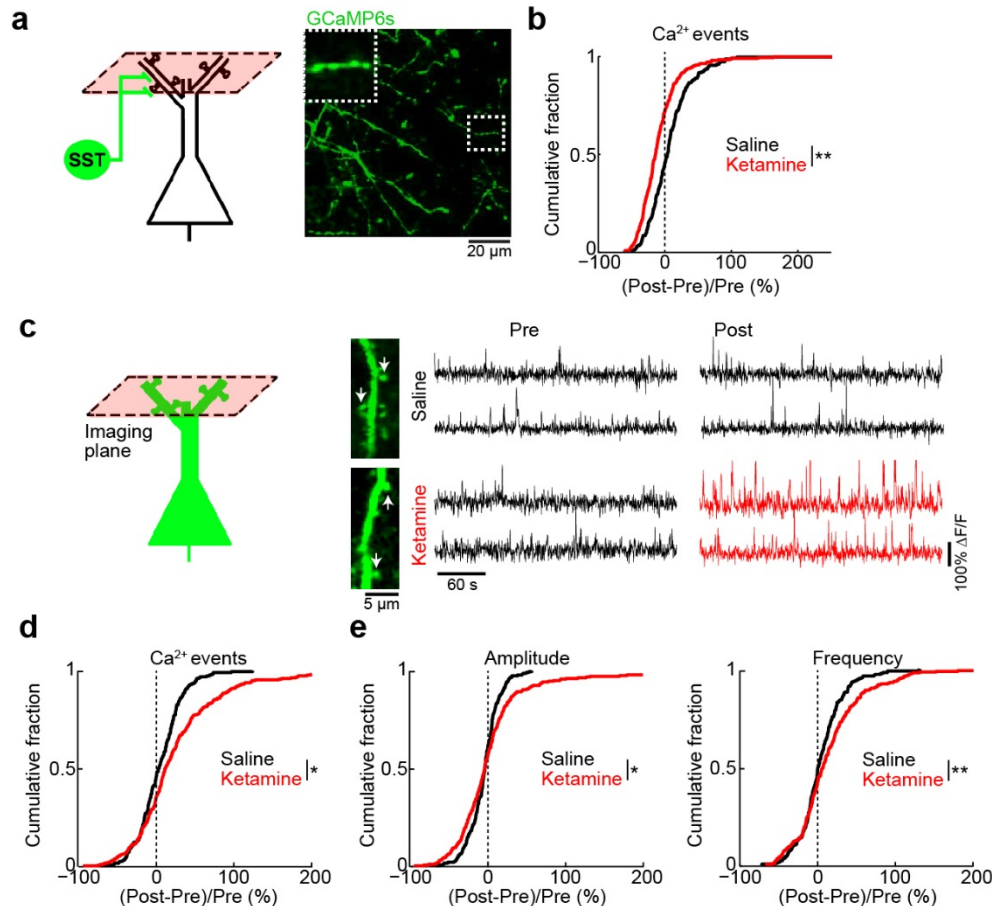 a
SST
GCaMP6s
20 µm
b
Ca²⁺ events
Cumulative fraction
1
0.5
0
Saline
Ketamine
**
−100
0
100
200
(Post-Pre)/Pre (%)
c
Imaging
plane
Saline
Ketamine
5 µm
Pre
Post
60 s
100% ΔF/F
d
Ca²⁺ events
Cumulative fraction
1
0.5
0
Saline
Ketamine
*
−100
0
100
200
(Post-Pre)/Pre (%)
e
Amplitude
Cumulative fraction
1
0.5
0
Saline
Ketamine
*
−100
0
100
200
(Post-Pre)/Pre (%)
Frequency
Cumulative fraction
1
0.5
0
Saline
Ketamine
**
−100
0
100
200
(Post-Pre)/Pre (%)